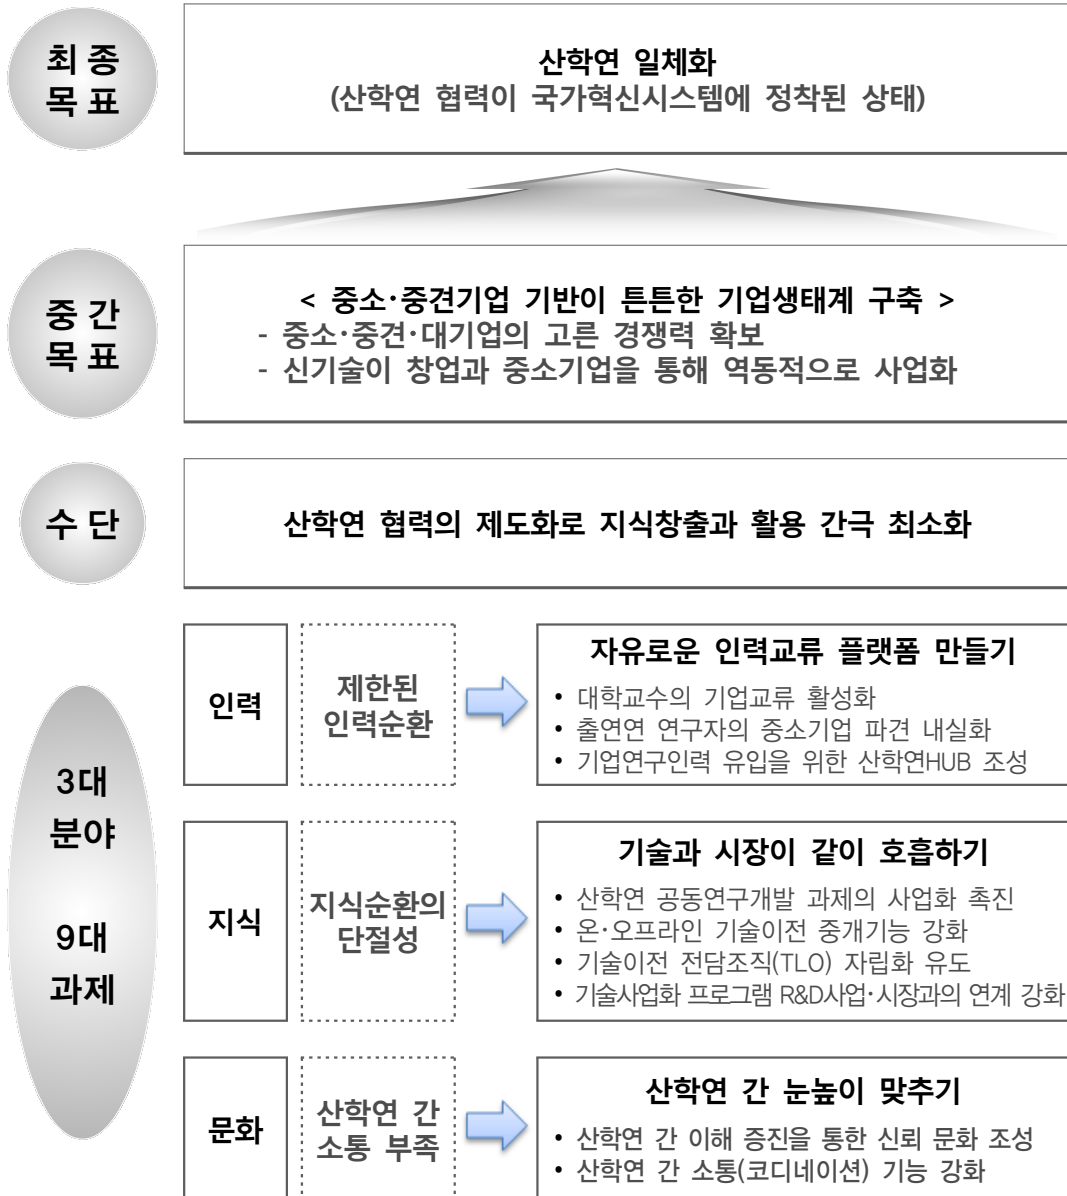 최 종
목 표
산학연 일체화
(산학연 협력이 국가혁신시스템에 정착된 상태)
중 간
목 표
< 중소·중견기업 기반이 튼튼한 기업생태계 구축 >
- 중소·중견·대기업의 고른 경쟁력 확보
- 신기술이 창업과 중소기업을 통해 역동적으로 사업화
수 단
산학연 협력의 제도화로 지식창출과 활용 간극 최소화
3대
분야
9대
과제
인력
제한된
인력순환
자유로운 인력교류 플랫폼 만들기
• 대학교수의 기업교류 활성화
• 출연연 연구자의 중소기업 파견 내실화
• 기업연구인력 유입을 위한 산학연HUB 조성
지식
지식순환의
단절성
기술과 시장이 같이 호흡하기
• 산학연 공동연구개발 과제의 사업화 촉진
• 온·오프라인 기술이전 중개기능 강화
• 기술이전 전담조직(TLO) 자립화 유도
• 기술사업화 프로그램 R&D사업·시장과의 연계 강화
문화
산학연 간
소통 부족
산학연 간 눈높이 맞추기
• 산학연 간 이해 증진을 통한 신뢰 문화 조성
• 산학연 간 소통(코디네이션) 기능 강화